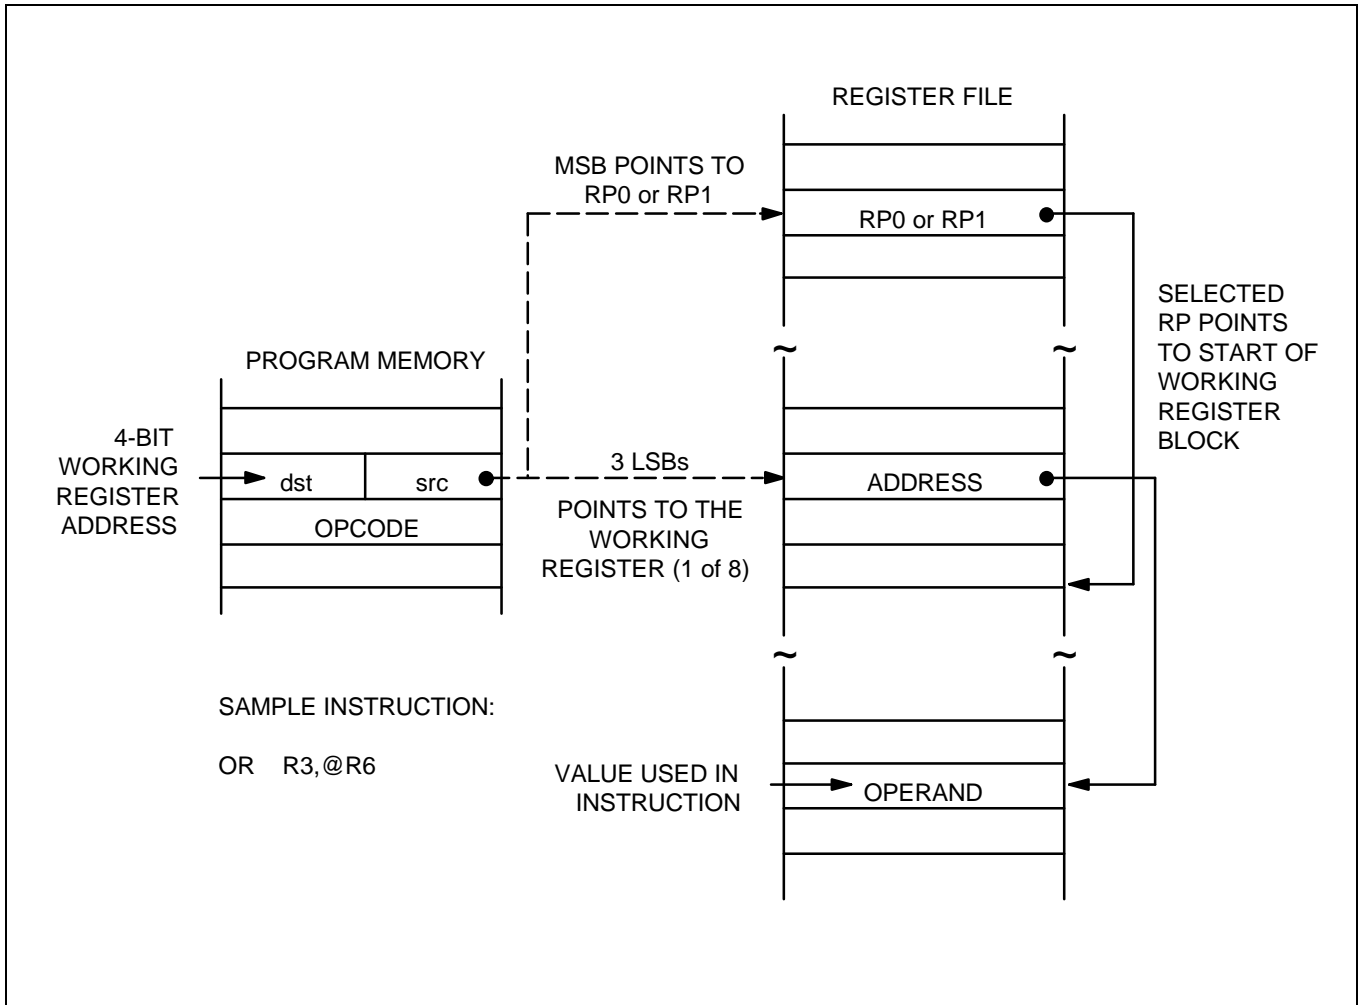 REGISTER FILE
MSB POINTS TO
RP0 or RP1
RP0 or RP1
SELECTED
RP POINTS
TO START OF
WORKING
REGISTER
BLOCK
~ ~
PROGRAM MEMORY
4-BIT
WORKING
REGISTER
ADDRESS
dst src
OPCODE
3 LSBs
POINTS TO THE
WORKING
REGISTER (1 of 8)
ADDRESS
~ ~
SAMPLE INSTRUCTION:
OR R3,@R6
VALUE USED IN
INSTRUCTION
OPERAND